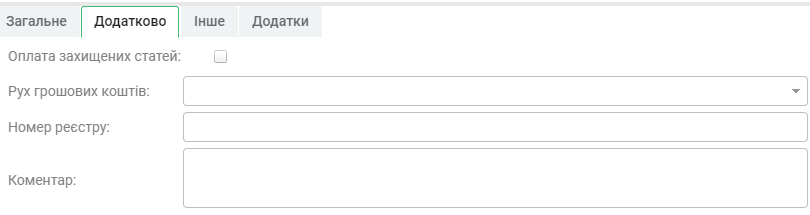 Загальне Додатково Інше Додатки
Оплата захищених статей:
Рух грошових коштів:
Номер реєстру:
Коментар: